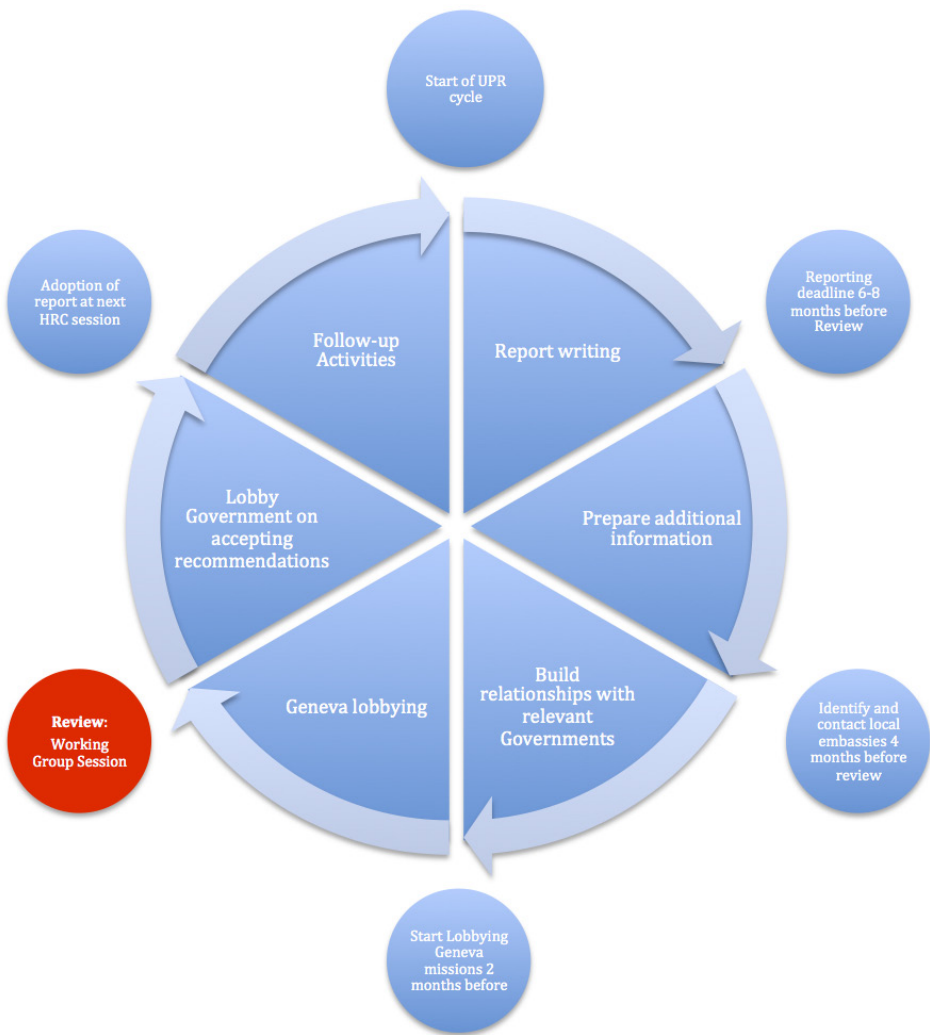 Start of UPR
cycle
Adoption of
report at next
HRC session
Reporting
deadline 6-8
months before
Review
Follow-up
Activities
Report writing
Lobby
Government on
accepting
recommendations
Prepare additional
information
Geneva lobbying
Build
relationships with
relevant
Governments
Review:
Working
Group Session
Identify and
contact local
embassies 4
months before
review
Start Lobbying
Geneva
missions 2
months before